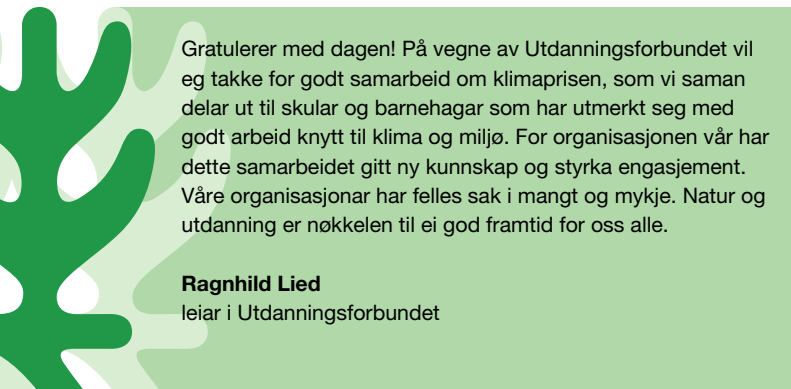 Gratulerer med dagen! På vegne av Utdanningsforbundet vil
eg takke for godt samarbeid om klimaprisen, som vi saman
delar ut til skular og barnehagar som har utmerkt seg med
godt arbeid knytt til klima og miljø. For organisasjonen vår har
dette samarbeidet gitt ny kunnskap og styrka engasjement.
Våre organisasjonar har felles sak i mangt og mykje. Natur og
utdanning er nøkkelen til ei god framtid for oss alle.
Ragnhild Lied
leiar i Utdanningsforbundet